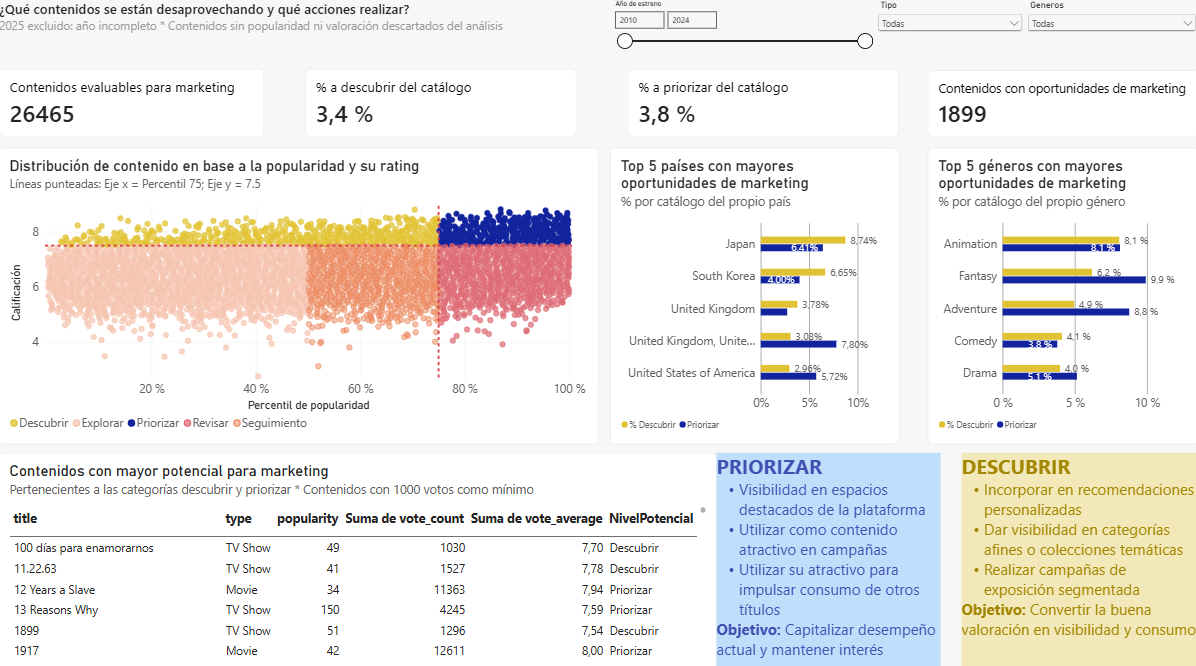 ¿Qué contenidos se están desaprovechando y qué acciones realizar?
2025 excluido: año incompleto * Contenidos sin popularidad ni valoración descartados del análisis
Año de estreno
2010 2024
Tipo
Todas
Generos
Todas
Contenidos evaluables para marketing
26465
% a descubrir del catálogo
3,4 %
% a priorizar del catálogo
3,8 %
Contenidos con oportunidades de marketing
1899
Distribución de contenido en base a la popularidad y su rating
Líneas punteadas: Eje x = Percentil 75; Eje y = 7.5
Calificación
8
6
4
20 % 40 % 60 % 80 % 100 %
Percentil de popularidad
Descubrir Explorar Priorizar Revisar Seguimiento
Top 5 países con mayores
oportunidades de marketing
% por catálogo del propio país
Japan 8,74% 6,41%
South Korea 6,65% 4,00%
United Kingdom 3,78%
United Kingdom, Unite... 3,08% 7,80%
United States of America 2,96% 5,72%
0% 5% 10%
% Descubrir % Priorizar
Top 5 géneros con mayores
oportunidades de marketing
% por catálogo del propio género
Animation 8,1 % 8,1 %
Fantasy 6,2 % 9,9 %
Adventure 4,9 % 8,8 %
Comedy 4,1 % 3,8 %
Drama 4,0 % 5,1 %
0 % 5 % 10 %
% Descubrir % Priorizar
Contenidos con mayor potencial para marketing
Pertenecientes a las categorías descubrir y priorizar * Contenidos con 1000 votos como mínimo
title type popularity Suma de vote_count Suma de vote_average NivelPotencial
100 días para enamorarnos TV Show 49 1030 7,70 Descubrir
11.22.63 TV Show 41 1527 7,78 Descubrir
12 Years a Slave Movie 34 11363 7,94 Priorizar
13 Reasons Why TV Show 150 4245 7,59 Priorizar
1899 TV Show 51 1296 7,54 Descubrir
1917 Movie 42 12611 8,00 Priorizar
PRIORIZAR
• Visibilidad en espacios
destacados de la plataforma
• Utilizar como contenido
atractivo en campañas
• Utilizar su atractivo para
impulsar consumo de otros
títulos
Objetivo: Capitalizar desempeño
actual y mantener interés
DESCUBRIR
• Incorporar en recomendaciones
personalizadas
• Dar visibilidad en categorías
afines o colecciones temáticas
• Realizar campañas de
exposición segmentada
Objetivo: Convertir la buena
valoración en visibilidad y consumo